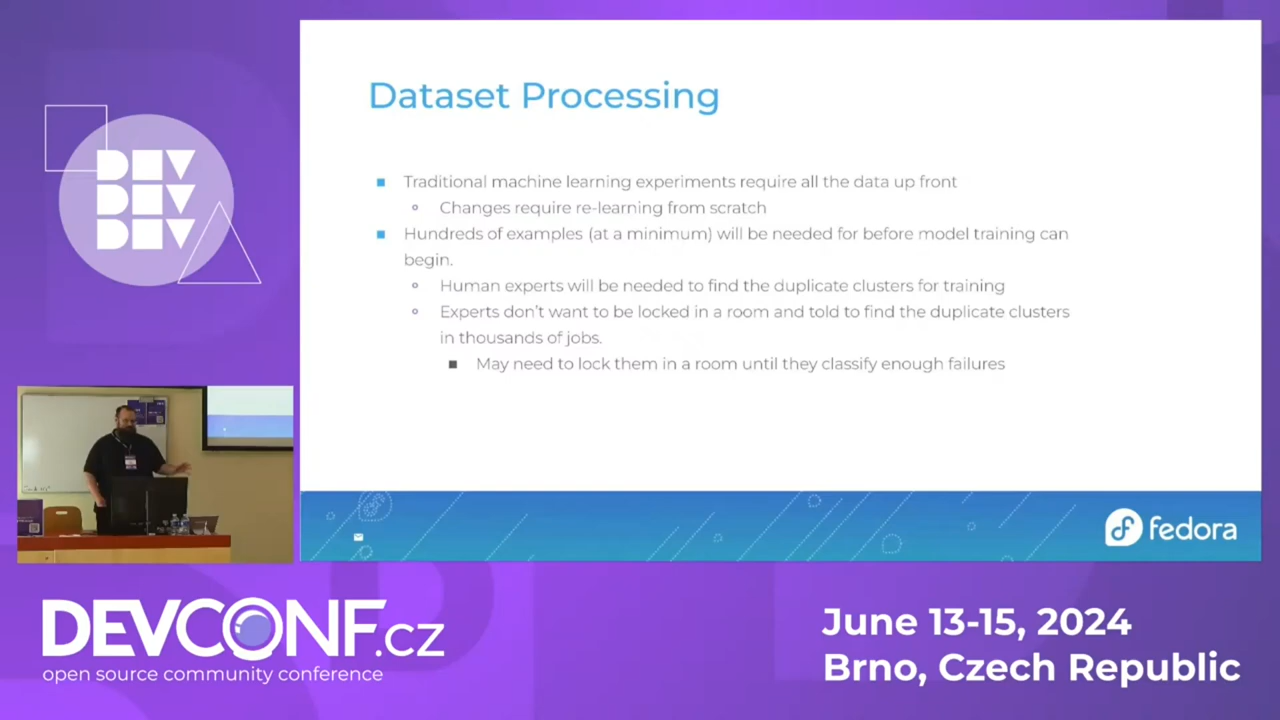 Dataset Processing
Traditional machine learning experiments require all the data up front
Changes require re-learning from scratch
Hundreds of examples (at a minimum) will be needed for before model training can
begin.
Human experts will be needed to find the duplicate clusters for training
Experts don't want to be locked in a room and told to find the duplicate clusters
in thousands of jobs.
May need to lock them in a room until they classify enough failures
fedora
DEV
DEV
DEV
DEVCONF.cz
open source community conference
June 13-15, 2024
Brno, Czech Republic